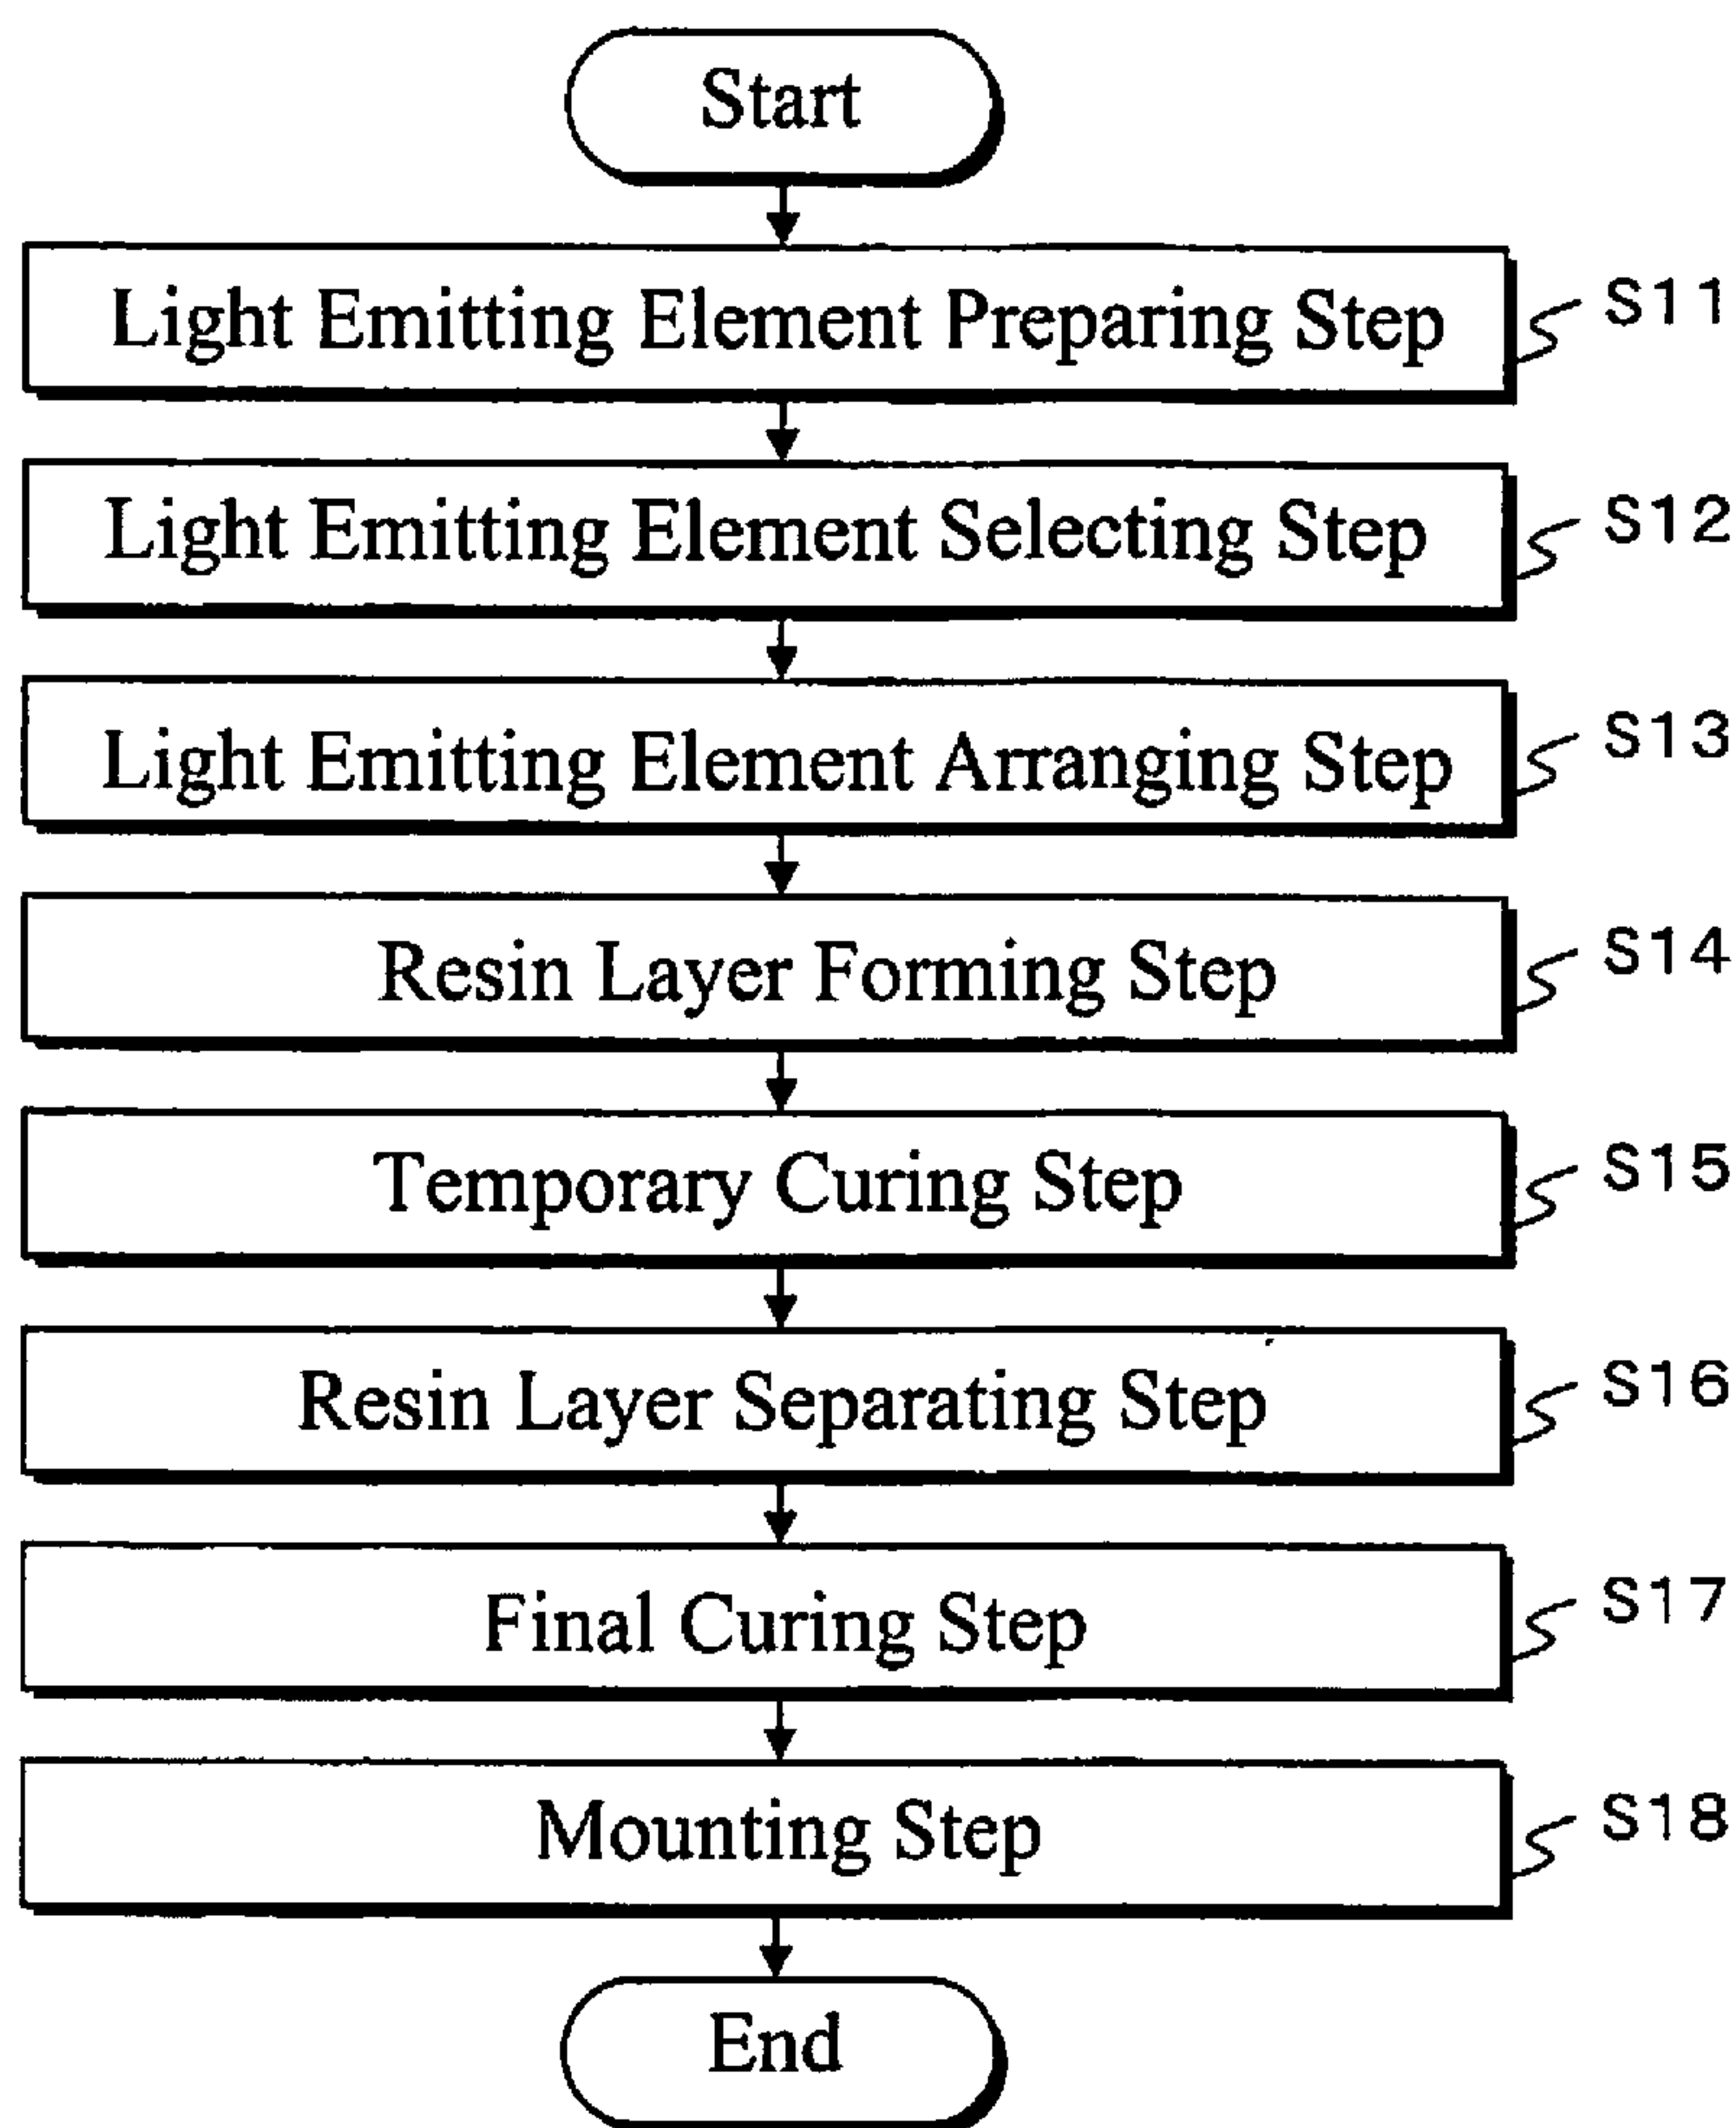 Start
Light Emitting Element Preparing Step S11
Light Emitting Element Selecting Step S12
Light Emitting Element Arranging Step S13
Resin Layer Forming Step S14
Temporary Curing Step S15
Resin Layer Separating Step S16
Final Curing Step S17
Mounting Step S18
End